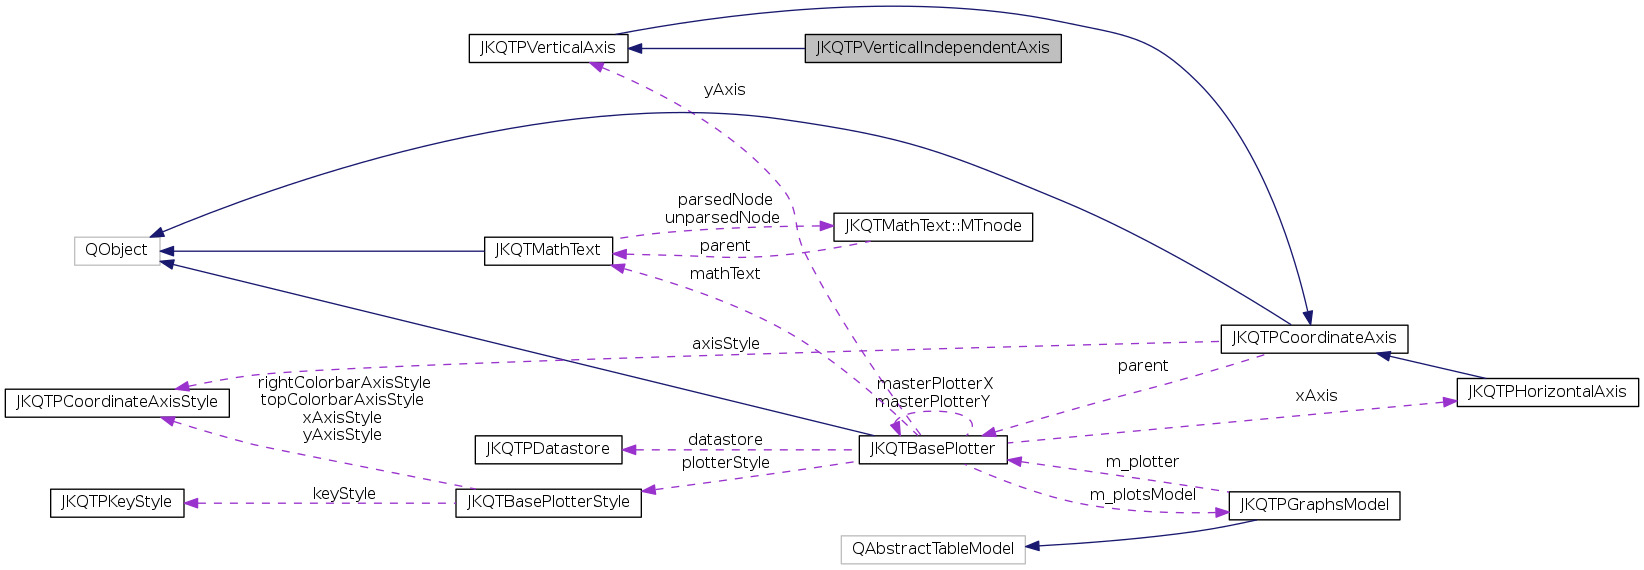 JKQTPVerticalAxis
JKQTPVerticalIndependentAxis
yAxis
parsedNode
unparsedNode
JKQTMathText::MTnode
QObject
JKQTMathText
parent
mathText
JKQTPCoordinateAxis
axisStyle
parent
rightColorbarAxisStyle
topColorbarAxisStyle
xAxisStyle
yAxisStyle
masterPlotterX
masterPlotterY
JKQTPHorizontalAxis
xAxis
JKQTPCoordinateAxisStyle
datastore
JKQTPDatastore
JKQTBasePlotter
plotterStyle
m_plotter
keyStyle
m_plotsModel
JKQTPKeyStyle
JKQTBasePlotterStyle
JKQTPGraphsModel
QAbstractTableModel